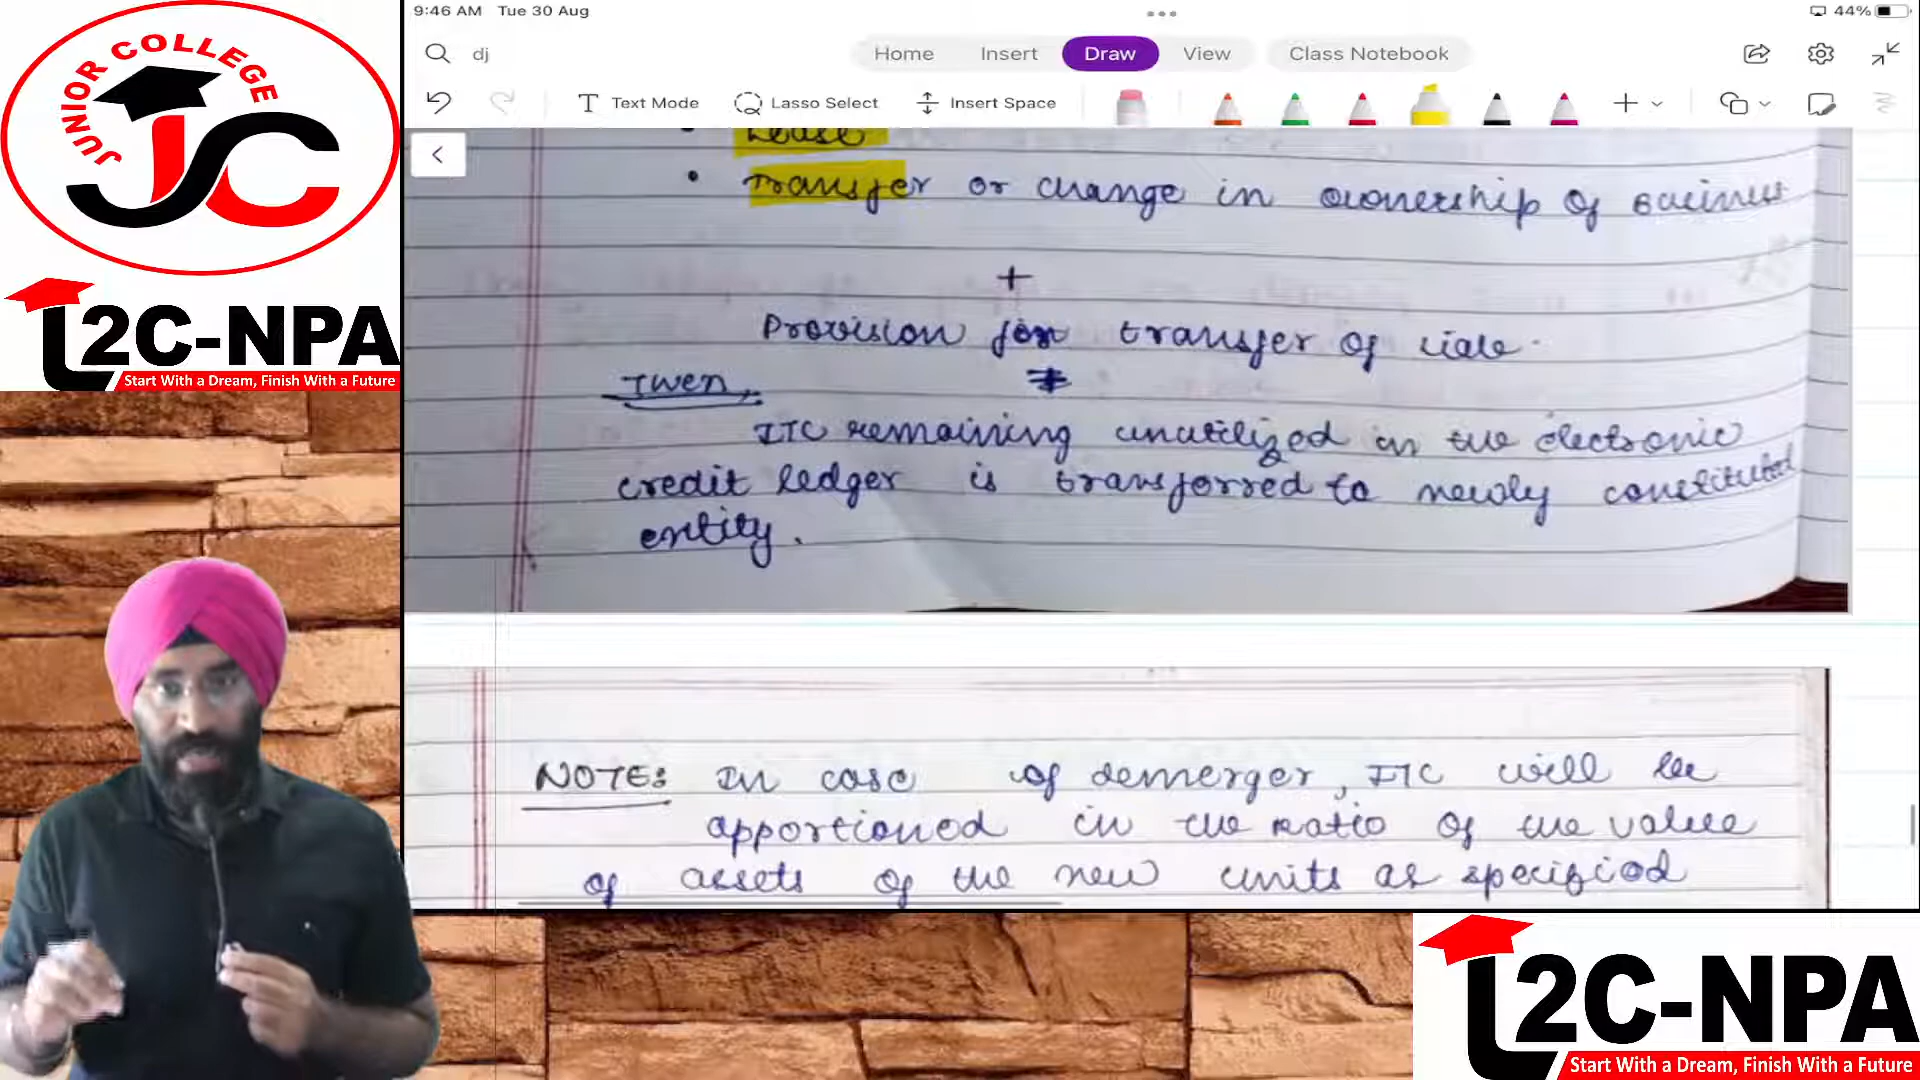 9:46 AM Tue 30 Aug
44%
dj
Home Insert Draw View Class Notebook
Text Mode Lasso Select Insert Space
JUNIOR COLLEGE
JC
L2C-NPA
Start With a Dream, Finish With a Future
Lease
• Transfer or change in ownership of business
+
Provision for transfer of liab.
Then,
ITC remaining unutilized in the electronic
credit ledger is transferred to newly constituted
entity.
NOTE: In case of demerger, ITC will be
apportioned in the ratio of the value
of assets of the new units as specified
L2C-NPA
Start With a Dream, Finish With a Future